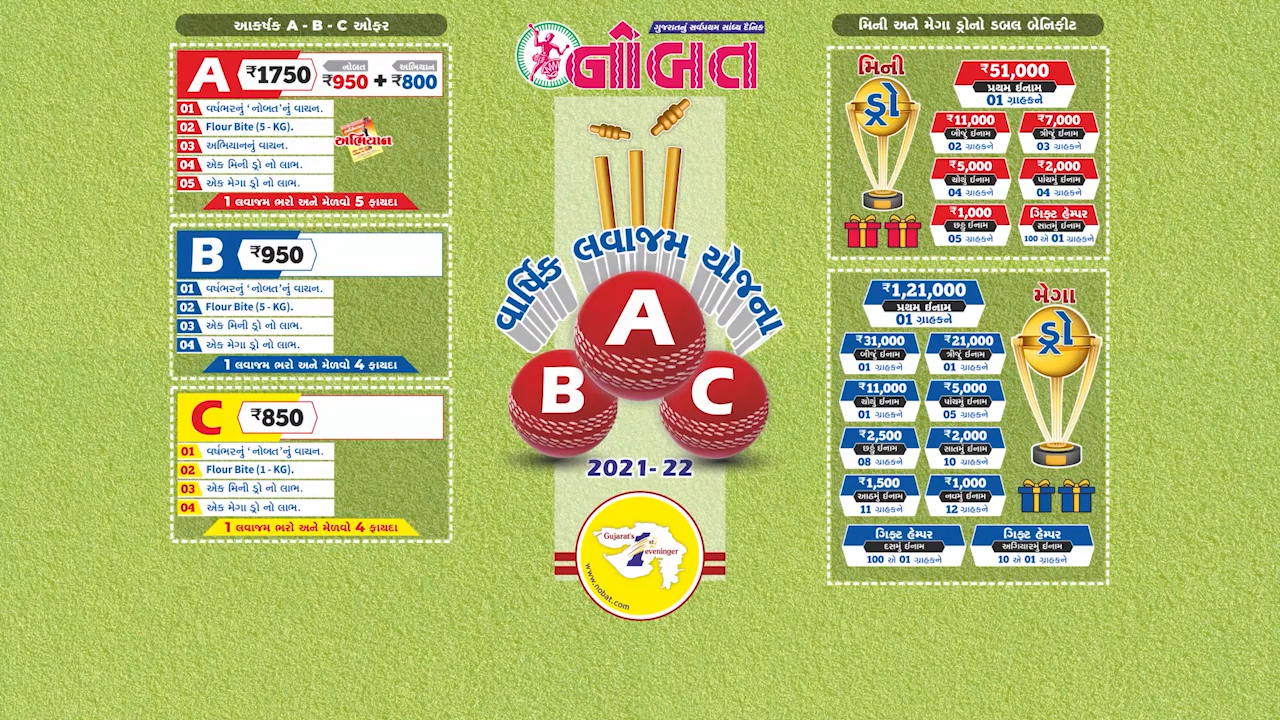 આકર્ષક A - B - C ઓફર
A ₹1750 નોબત ₹950 + અભિયાન ₹800
01 વર્ષભરનું 'નોબત'નું વાચન.
02 Flour Bite (5 - KG).
03 અભિયાનનું વાચન.
04 એક મિની ડ્રો નો લાભ.
05 એક મેગા ડ્રો નો લાભ.
અભિયાન
1 લવાજમ ભરો અને મેળવો 5 ફાયદા
B ₹950
01 વર્ષભરનું 'નોબત'નું વાચન.
02 Flour Bite (5 - KG).
03 એક મિની ડ્રો નો લાભ.
04 એક મેગા ડ્રો નો લાભ.
1 લવાજમ ભરો અને મેળવો 4 ફાયદા
C ₹850
01 વર્ષભરનું 'નોબત'નું વાચન.
02 Flour Bite (1 - KG).
03 એક મિની ડ્રો નો લાભ.
04 એક મેગા ડ્રો નો લાભ.
1 લવાજમ ભરો અને મેળવો 4 ફાયદા
ગુજરાતનું સર્વપ્રથમ સાંધ્ય દૈનિક
નોબત
વાર્ષિક લવાજમ યોજના
A
B C
2021- 22
Gujarat's 1st eveninger
www.nobat.com
મિની અને મેગા ડ્રોનો ડબલ બેનિફીટ
મિની
ડ્રો
₹51,000
પ્રથમ ઈનામ
01 ગ્રાહકને
₹11,000
બીજું ઈનામ
02 ગ્રાહકને
₹7,000
ત્રીજું ઈનામ
03 ગ્રાહકને
₹5,000
ચોથું ઈનામ
04 ગ્રાહકને
₹2,000
પાંચમું ઈનામ
04 ગ્રાહકને
₹1,000
છઠ્ઠુ ઈનામ
05 ગ્રાહકને
ગિફ્ટ હેમ્પર
સાતમું ઈનામ
100 એ 01 ગ્રાહકને
મેગા
ડ્રો
₹1,21,000
પ્રથમ ઈનામ
01 ગ્રાહકને
₹31,000
બીજું ઈનામ
01 ગ્રાહકને
₹21,000
ત્રીજું ઈનામ
01 ગ્રાહકને
₹11,000
ચોથું ઈનામ
01 ગ્રાહકને
₹5,000
પાંચમું ઈનામ
05 ગ્રાહકને
₹2,500
છઠ્ઠુ ઈનામ
08 ગ્રાહકને
₹2,000
સાતમું ઈનામ
10 ગ્રાહકને
₹1,500
આઠમું ઈનામ
11 ગ્રાહકને
₹1,000
નવમું ઈનામ
12 ગ્રાહકને
ગિફ્ટ હેમ્પર
દસમું ઈનામ
100 એ 01 ગ્રાહકને
ગિફ્ટ હેમ્પર
અગિયારમું ઈનામ
10 એ 01 ગ્રાહકને